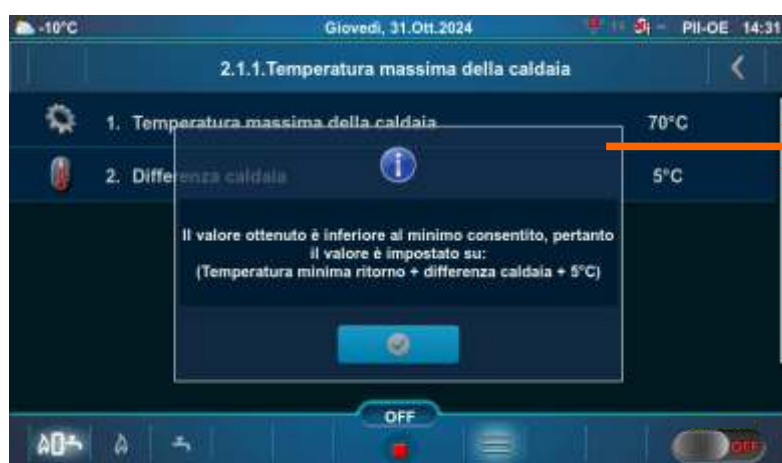 -10°C Giovedì, 31.Ott.2024 PII-OE 14:31
2.1.1.Temperatura massima della caldaia
1. Temperatura massima della caldaia 70°C
2. Differenza caldaia 5°C
Il valore ottenuto è inferiore al minimo consentito, pertanto
il valore è impostato su:
(Temperatura minima ritorno + differenza caldaia + 5°C)
OFF
OFF